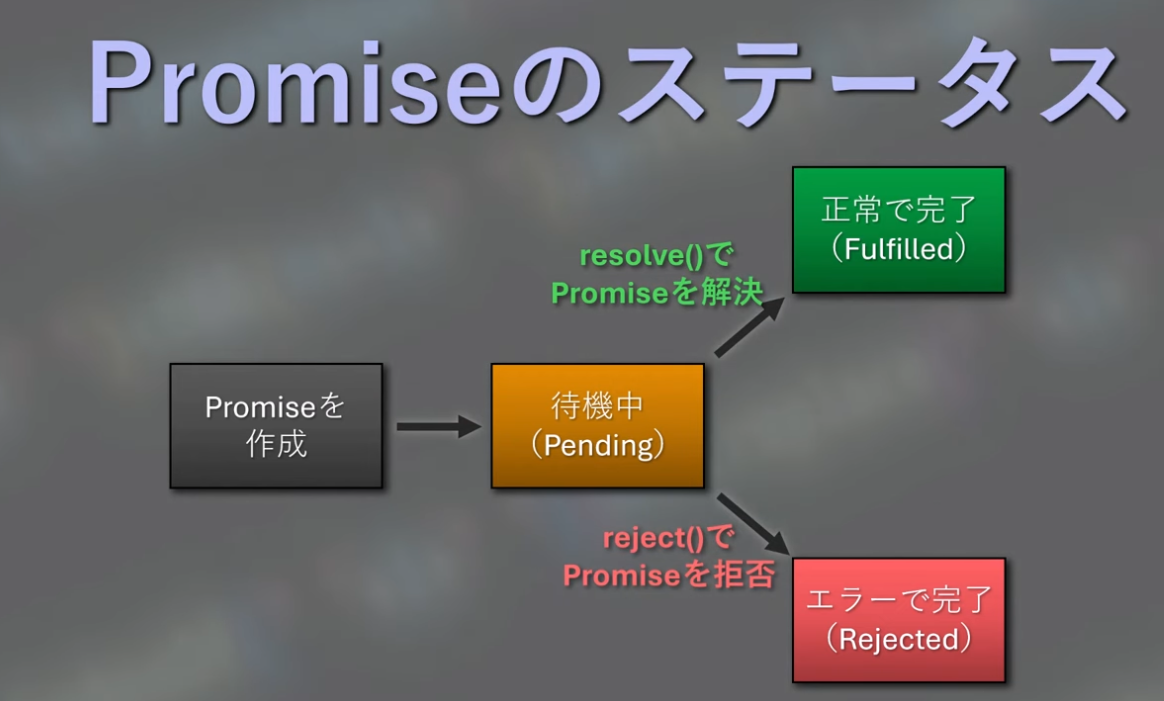 Promiseのステータス
正常で完了
（Fulfilled）
resolve()で
Promiseを解決
Promiseを
作成
待機中
（Pending）
reject()で
Promiseを拒否
エラーで完了
（Rejected）